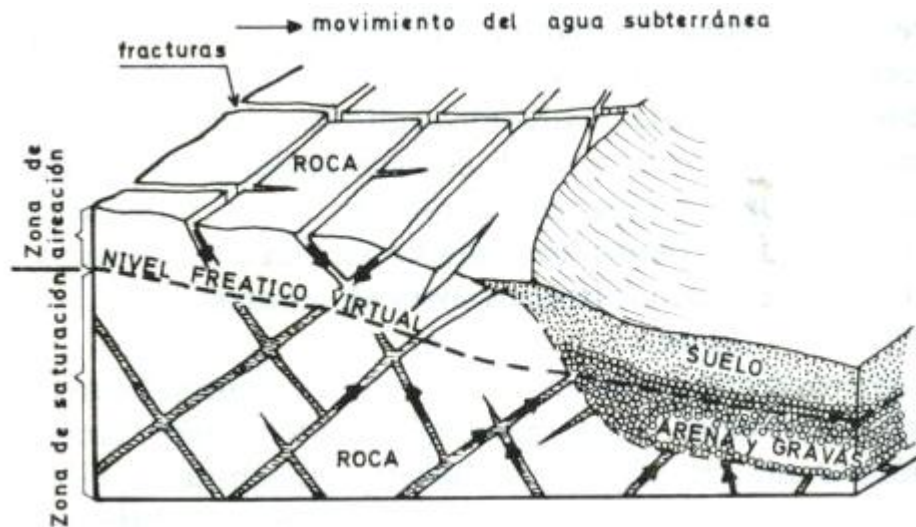 movimiento del agua subterránea
fracturas
ROCA
Zona de aireación
NIVEL FREATICO VIRTUAL
Zona de saturación
SUELO
ARENA Y GRAVAS
ROCA